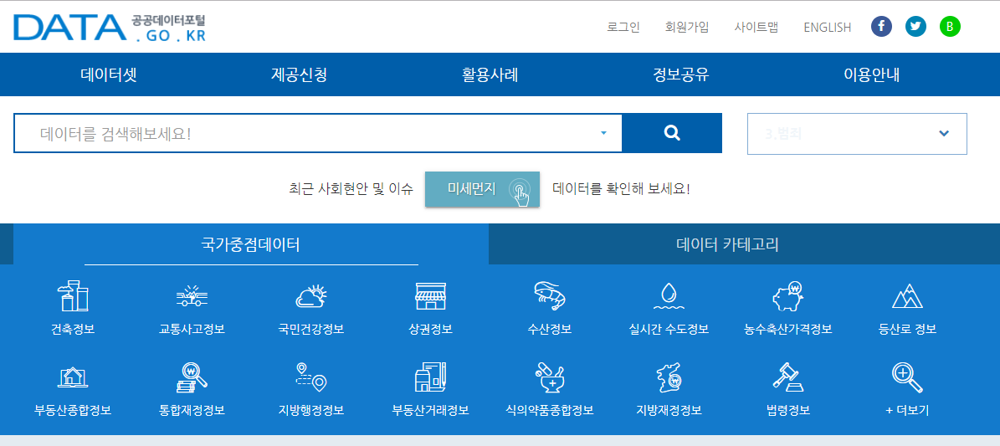 DATA 공공데이터포털
.GO.KR
로그인 회원가입 사이트맵 ENGLISH f B
데이터셋 제공신청 활용사례 정보공유 이용안내
데이터를 검색해보세요! 3.범죄
최근 사회현안 및 이슈 미세먼지 데이터를 확인해 보세요!
국가중점데이터 데이터 카테고리
건축정보 교통사고정보 국민건강정보 상권정보 수산정보 실시간 수도정보 농수축산가격정보 등산로 정보
부동산종합정보 통합재정정보 지방행정정보 부동산거래정보 식의약품종합정보 지방재정정보 법령정보 + 더보기